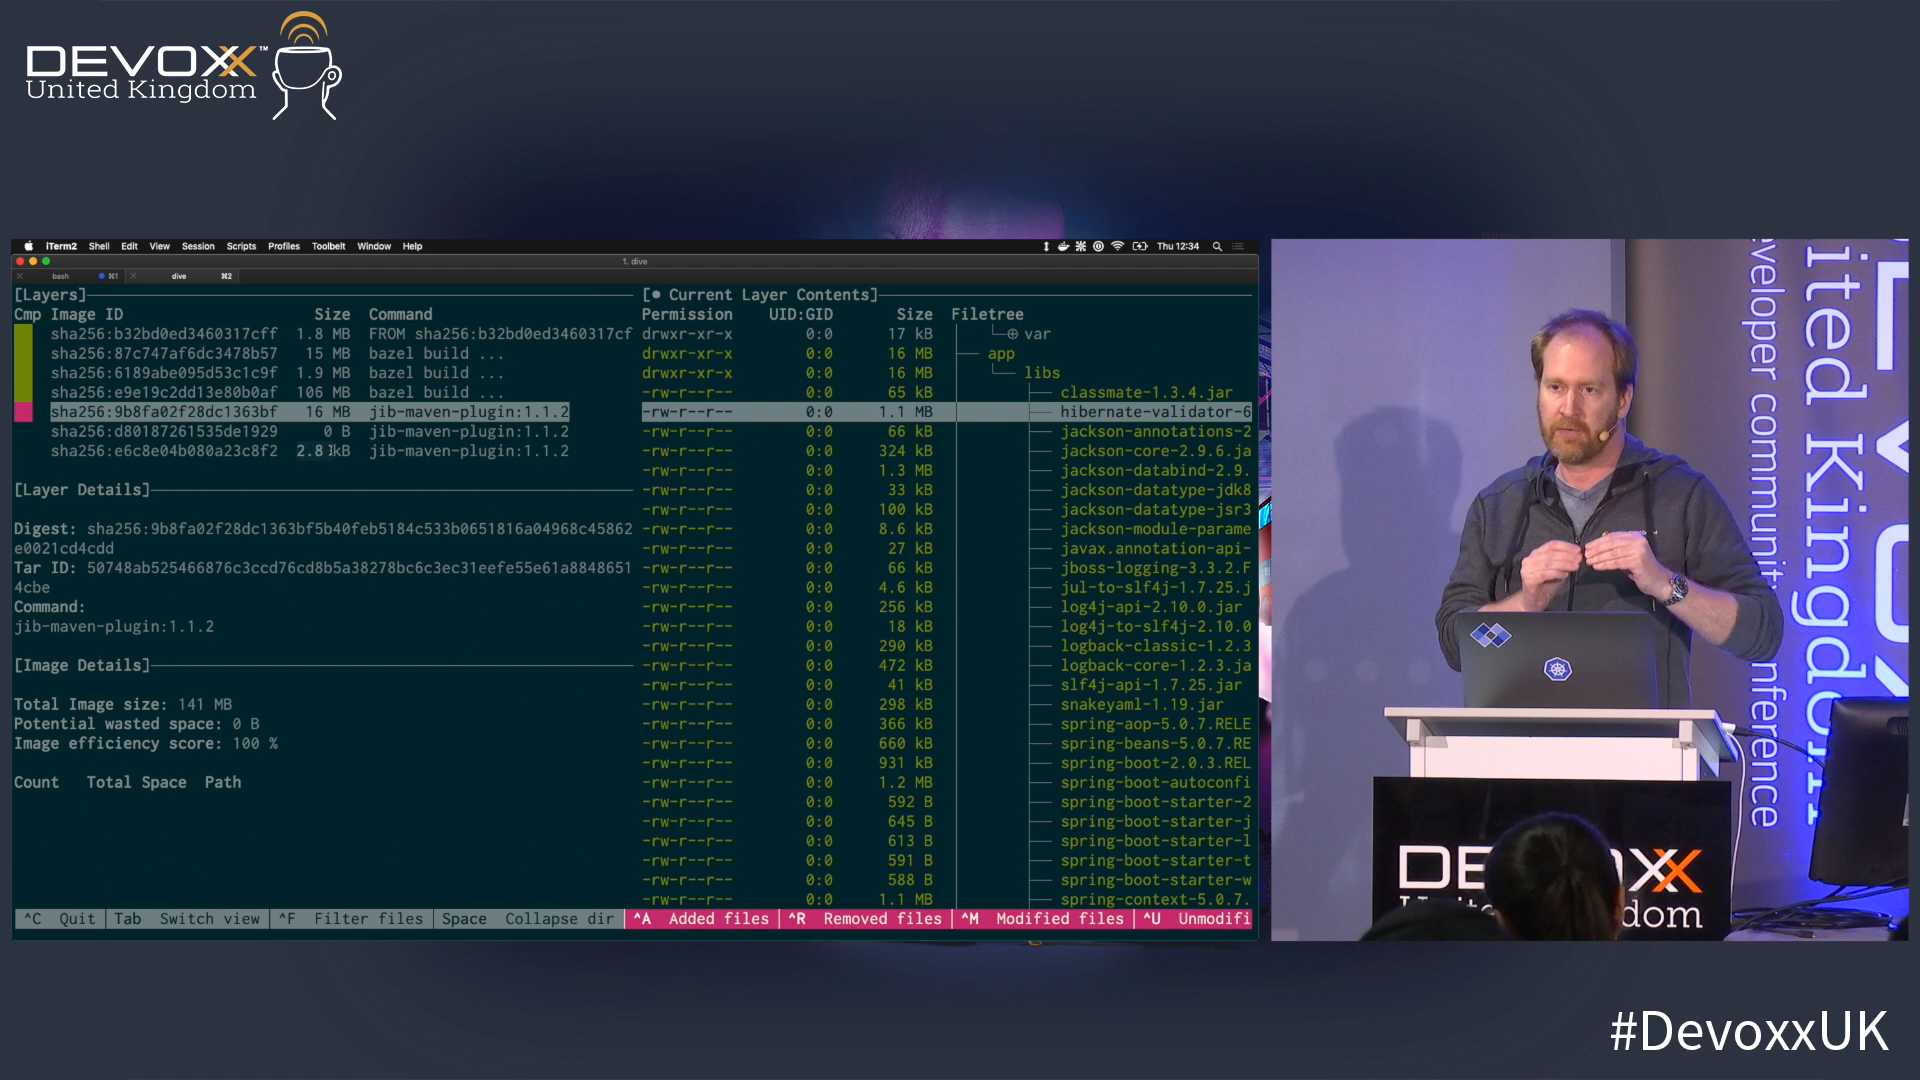 DEVOXX™
United Kingdom
iTerm2 Shell Edit View Session Scripts Profiles Toolbelt Window Help
Thu 12:34
1. dive
bash ⌘1 dive ⌘2
[Layers]
Cmp Image ID Size Command
sha256:b32bd0ed3460317cff 1.8 MB FROM sha256:b32bd0ed3460317cf
sha256:87c747af6dc3478b57 15 MB bazel build ...
sha256:6189abe095d53c1c9f 1.9 MB bazel build ...
sha256:e9e19c2dd13e80b0af 106 MB bazel build ...
sha256:9b8fa02f28dc1363bf 16 MB jib-maven-plugin:1.1.2
sha256:d80187261535de1929 0 B jib-maven-plugin:1.1.2
sha256:e6c8e04b080a23c8f2 2.8 kB jib-maven-plugin:1.1.2
[Layer Details]
Digest: sha256:9b8fa02f28dc1363bf5b40feb5184c533b0651816a04968c45862
e0021cd4cdd
Tar ID: 50748ab525466876c3ccd76cd8b5a38278bc6c3ec31eefe55e61a8848651
4cbe
Command:
jib-maven-plugin:1.1.2
[Image Details]
Total Image size: 141 MB
Potential wasted space: 0 B
Image efficiency score: 100 %
Count Total Space Path
[● Current Layer Contents]
Permission UID:GID Size Filetree
drwxr-xr-x 0:0 17 kB └─⊕ var
drwxr-xr-x 0:0 16 MB ── app
drwxr-xr-x 0:0 16 MB └── libs
-rw-r--r-- 0:0 65 kB ├── classmate-1.3.4.jar
-rw-r--r-- 0:0 1.1 MB ├── hibernate-validator-6
-rw-r--r-- 0:0 66 kB ├── jackson-annotations-2
-rw-r--r-- 0:0 324 kB ├── jackson-core-2.9.6.ja
-rw-r--r-- 0:0 1.3 MB ├── jackson-databind-2.9.
-rw-r--r-- 0:0 33 kB ├── jackson-datatype-jdk8
-rw-r--r-- 0:0 100 kB ├── jackson-datatype-jsr3
-rw-r--r-- 0:0 8.6 kB ├── jackson-module-parame
-rw-r--r-- 0:0 27 kB ├── javax.annotation-api-
-rw-r--r-- 0:0 66 kB ├── jboss-logging-3.3.2.F
-rw-r--r-- 0:0 4.6 kB ├── jul-to-slf4j-1.7.25.j
-rw-r--r-- 0:0 256 kB ├── log4j-api-2.10.0.jar
-rw-r--r-- 0:0 18 kB ├── log4j-to-slf4j-2.10.0
-rw-r--r-- 0:0 290 kB ├── logback-classic-1.2.3
-rw-r--r-- 0:0 472 kB ├── logback-core-1.2.3.ja
-rw-r--r-- 0:0 41 kB ├── slf4j-api-1.7.25.jar
-rw-r--r-- 0:0 298 kB ├── snakeyaml-1.19.jar
-rw-r--r-- 0:0 366 kB ├── spring-aop-5.0.7.RELE
-rw-r--r-- 0:0 660 kB ├── spring-beans-5.0.7.RE
-rw-r--r-- 0:0 931 kB ├── spring-boot-2.0.3.REL
-rw-r--r-- 0:0 1.2 MB ├── spring-boot-autoconfi
-rw-r--r-- 0:0 592 B ├── spring-boot-starter-2
-rw-r--r-- 0:0 645 B ├── spring-boot-starter-j
-rw-r--r-- 0:0 613 B ├── spring-boot-starter-l
-rw-r--r-- 0:0 591 B ├── spring-boot-starter-t
-rw-r--r-- 0:0 588 B ├── spring-boot-starter-w
-rw-r--r-- 0:0 1.1 MB ├── spring-context-5.0.7.
^C Quit Tab Switch view ^F Filter files Space Collapse dir ^A Added files ^R Removed files ^M Modified files ^U Unmodifi
ited Kingdom
eveloper community
nference
DE XX
dom
#DevoxxUK